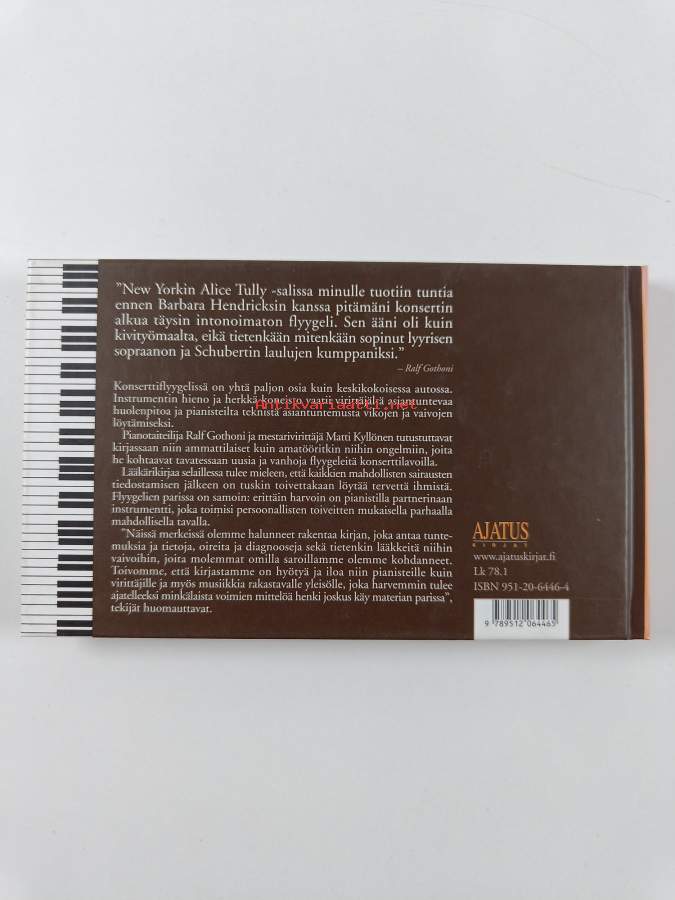 "New Yorkin Alice Tully -salissa minulle tuotiin tuntia
ennen Barbara Hendricksin kanssa pitämäni konsertin
alkua täysin intonoimaton flyygeli. Sen ääni oli kuin
kivityömaalta, eikä tietenkään mitenkään sopinut lyyrisen
sopraanon ja Schubertin laulujen kumppaniksi."
– Ralf Gothoni
Konserttiflyygelissä on yhtä paljon osia kuin keskikokoisessa autossa.
Instrumentin hieno ja herkkä koneisto vaatii virittäjältä asiantuntevaa
Antikvariaatti.net
huolenpitoa ja pianisteilta teknistä asiantuntemusta vikojen ja vaivojen
löytämiseksi.
Pianotaiteilija Ralf Gothoni ja mestarivirittäjä Matti Kyllönen tutustuttavat
kirjassaan niin ammattilaiset kuin amatööritkin niihin ongelmiin, joita
he kohtaavat tavatessaan uusia ja vanhoja flyygeleitä konserttilavoilla.
Lääkärikirjaa selaillessa tulee mieleen, että kaikkien mahdollisten sairausten
tiedostamisen jälkeen on tuskin toivettakaan löytää tervettä ihmistä.
Flyygelien parissa on samoin: erittäin harvoin on pianistilla partnerinaan
instrumentti, joka toimisi persoonallisten toiveitten mukaisella parhaalla
mahdollisella tavalla.
"Näissä merkeissä olemme halunneet rakentaa kirjan, joka antaa tunte-
muksia ja tietoja, oireita ja diagnooseja sekä tietenkin lääkkeitä niihin
vaivoihin, joita molemmat omilla saroillamme olemme kohdanneet.
Toivomme, että kirjastamme on hyötyä ja iloa niin pianisteille kuin
virittäjille ja myös musiikkia rakastavalle yleisölle, joka harvemmin tulee
ajatelleeksi minkälaista voimien mittelöä henki joskus käy materian parissa",
tekijät huomauttavat.
AJATUS
KIRJAT
www.ajatuskirjat.fi
Lk 78.1
ISBN 951-20-6446-4
9 789512 064465